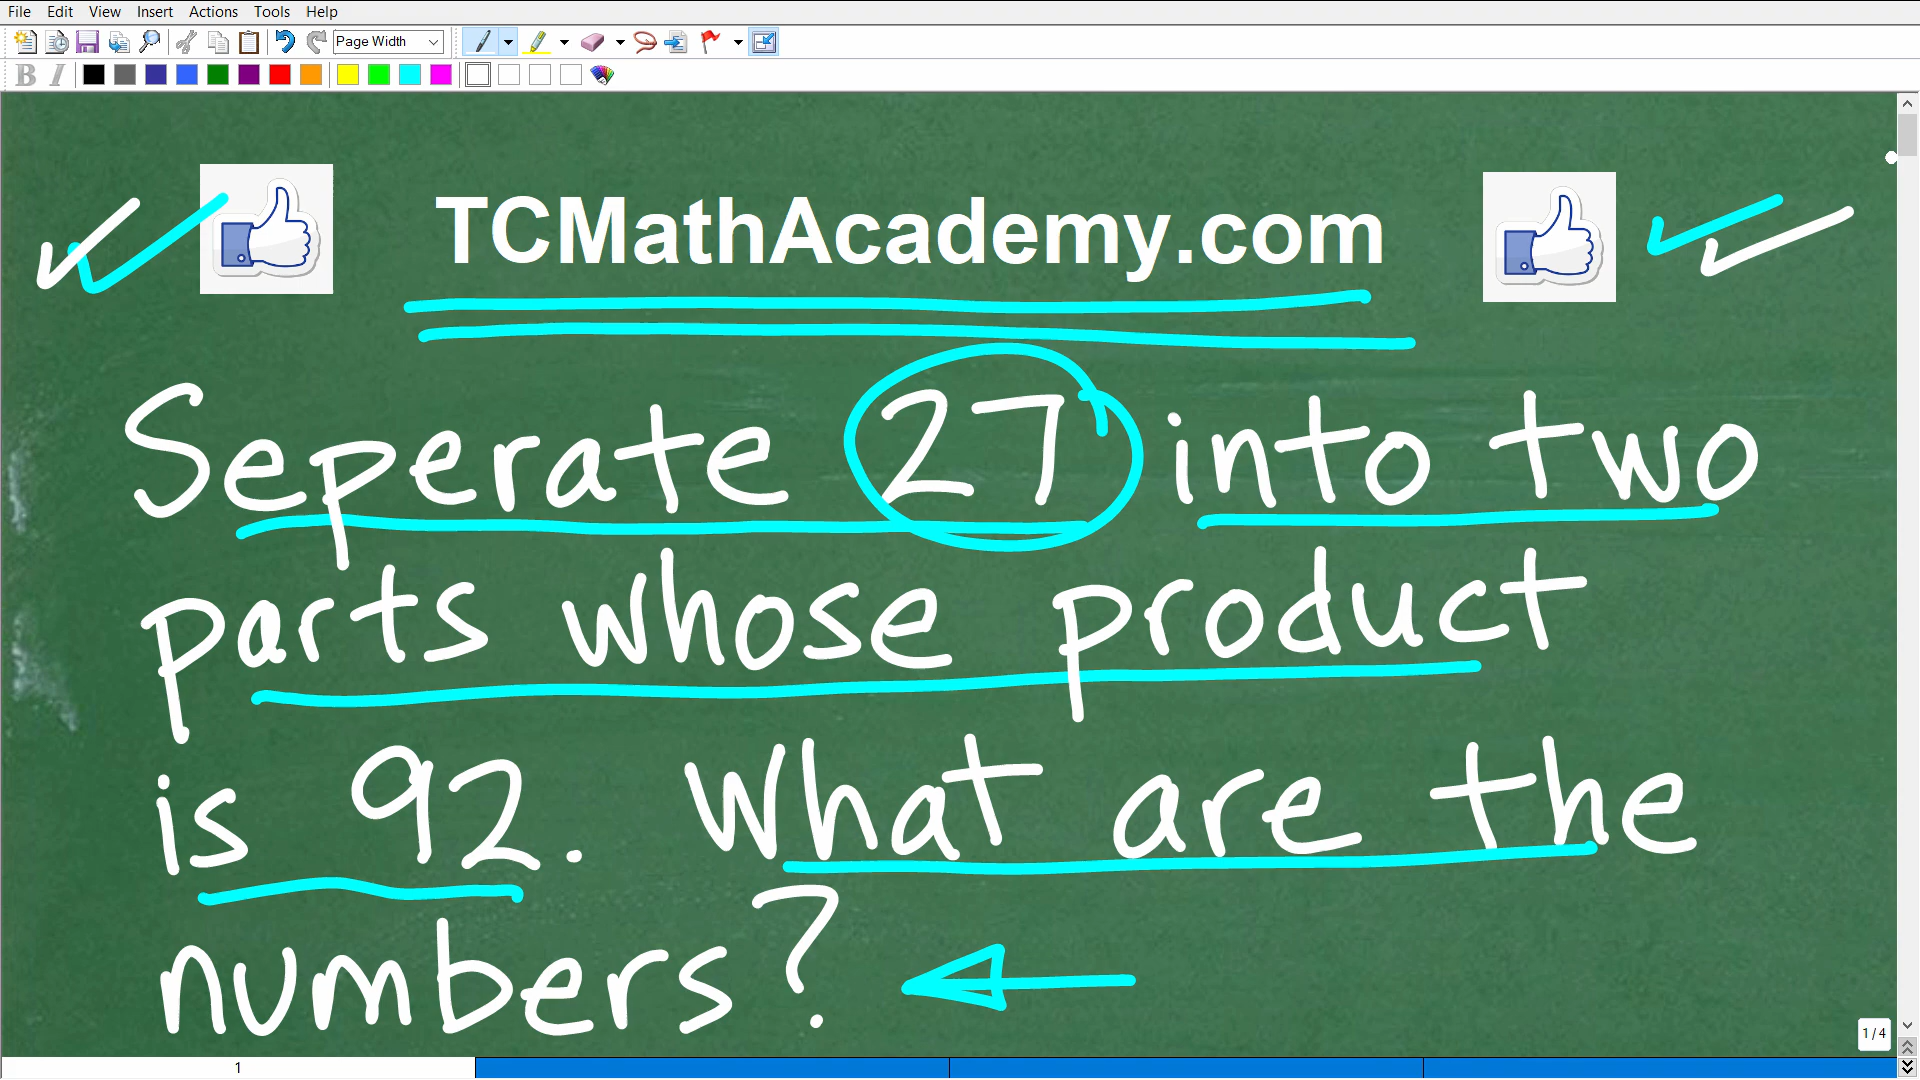 File Edit View Insert Actions Tools Help
Page Width
B I
TCMathAcademy.com
Seperate 27 into two
parts whose product
is 92. What are the
numbers?
1 / 4
1